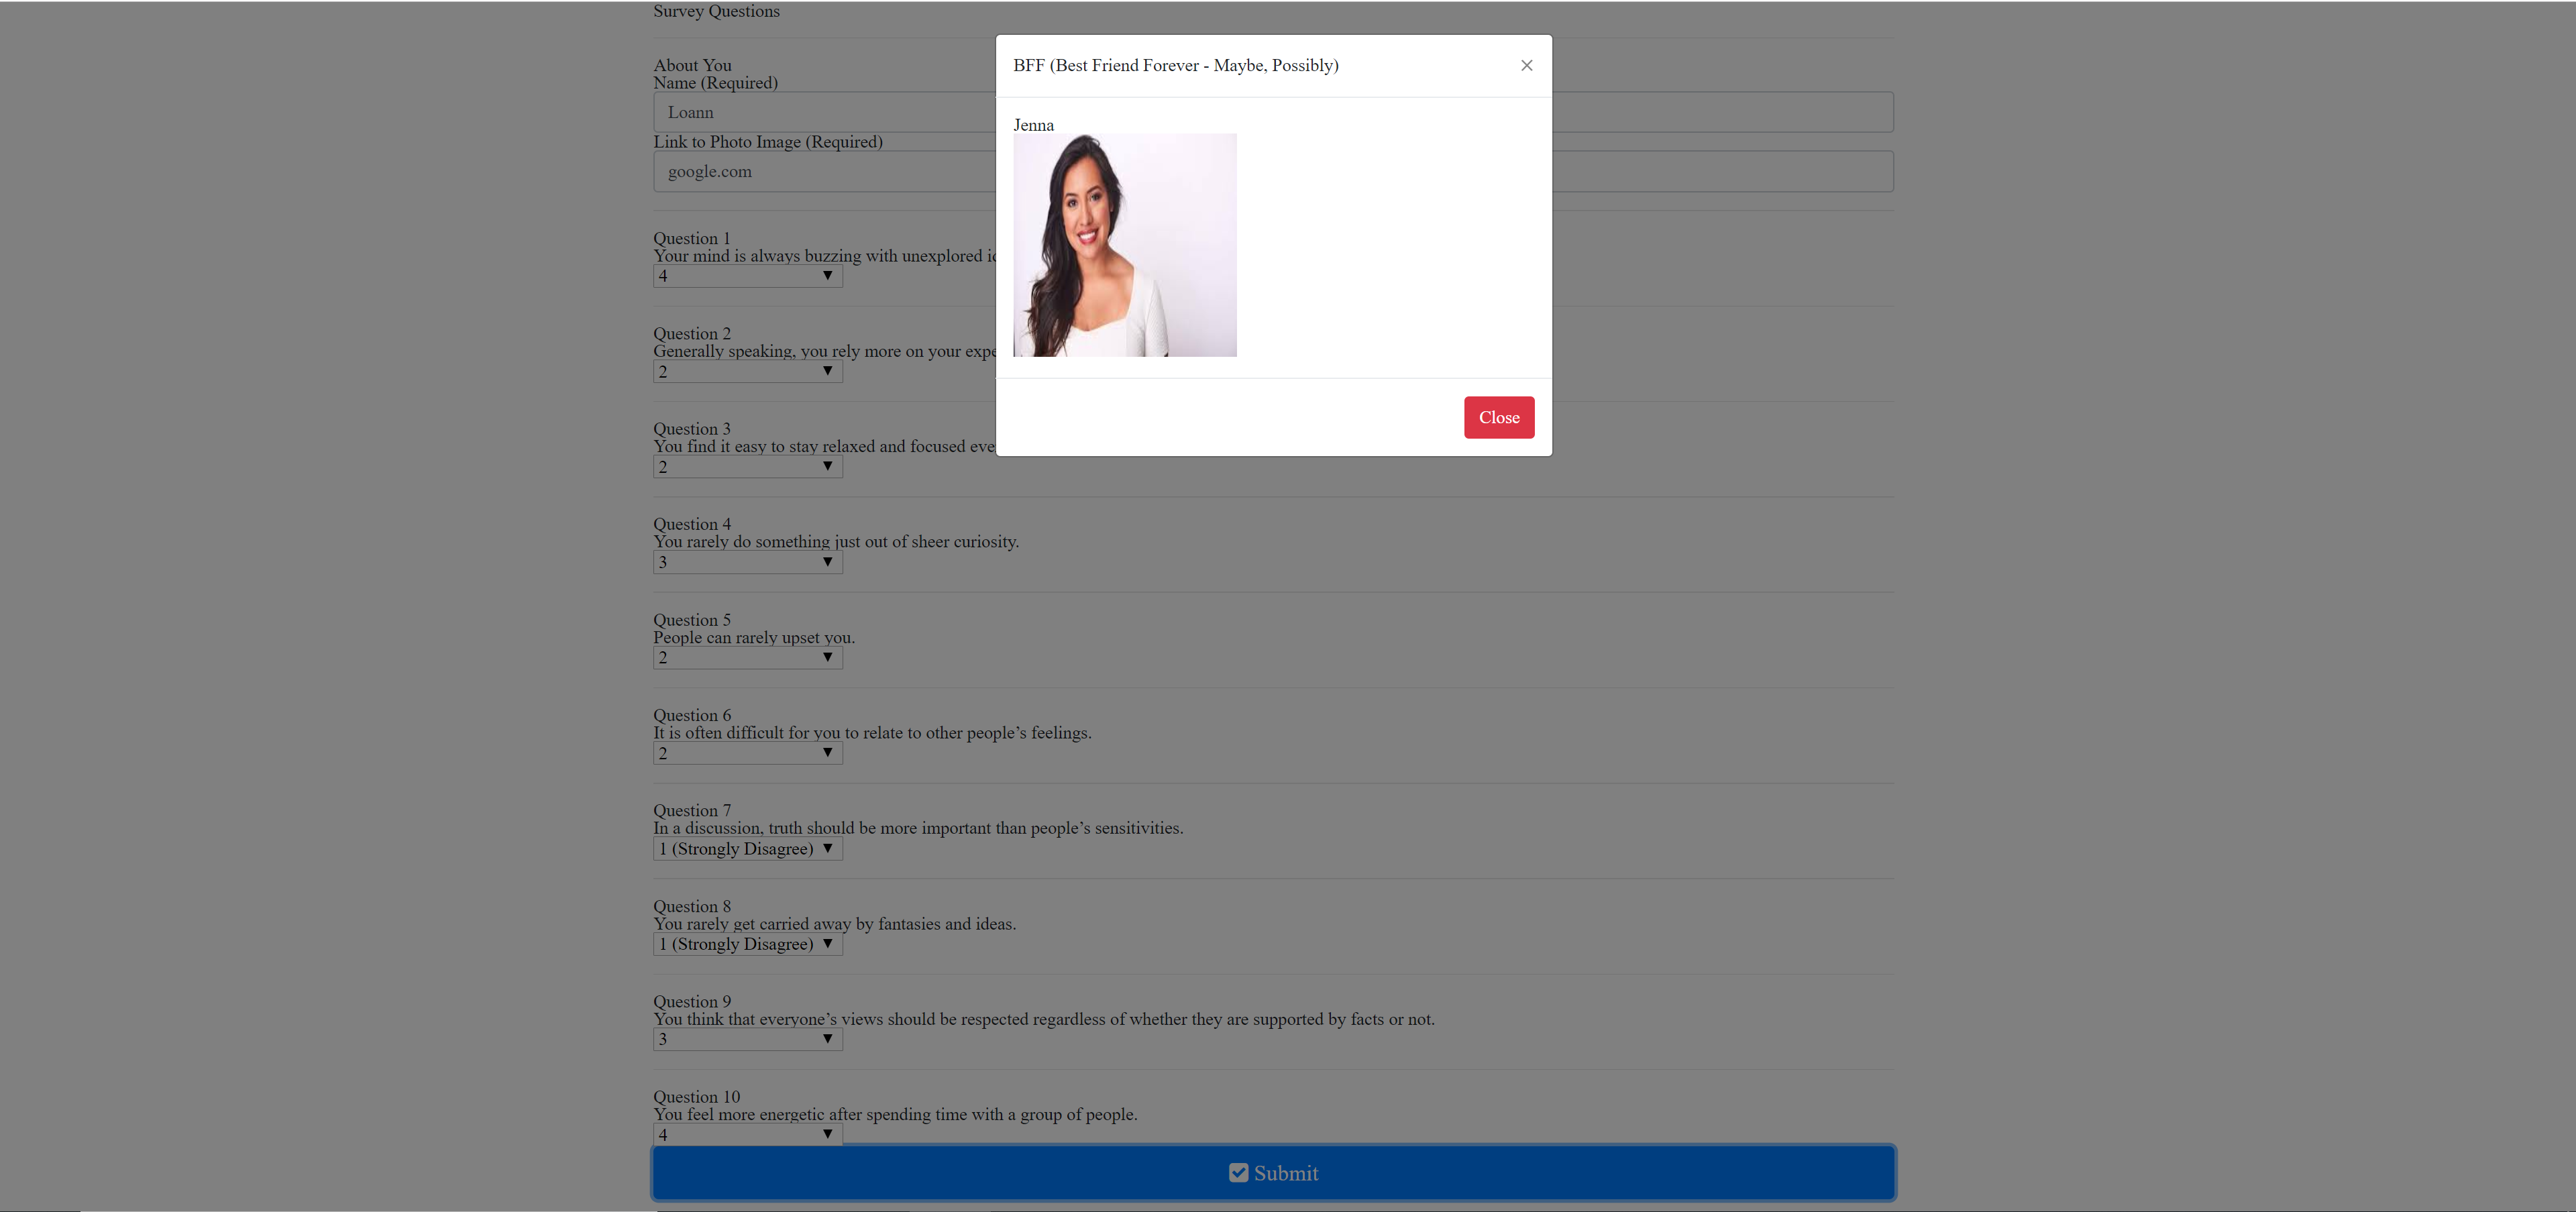 Survey Questions
About You
Name (Required)
Loann
Link to Photo Image (Required)
google.com
Question 1
Your mind is always buzzing with unexplored
4
Question 2
Generally speaking, you rely more on your
2
Question 3
You find it easy to stay relaxed and focused
2
Question 4
You rarely do something just out of sheer curiosity.
3
Question 5
People can rarely upset you.
2
Question 6
It is often difficult for you to relate to other people’s feelings.
2
Question 7
In a discussion, truth should be more important than people’s sensitivities.
1 (Strongly Disagree)
Question 8
You rarely get carried away by fantasies and ideas.
1 (Strongly Disagree)
Question 9
You think that everyone’s views should be respected regardless of whether they are supported by facts or not.
3
Question 10
You feel more energetic after spending time with a group of people.
4
Submit
BFF (Best Friend Forever - Maybe, Possibly)
×
Jenna
Close